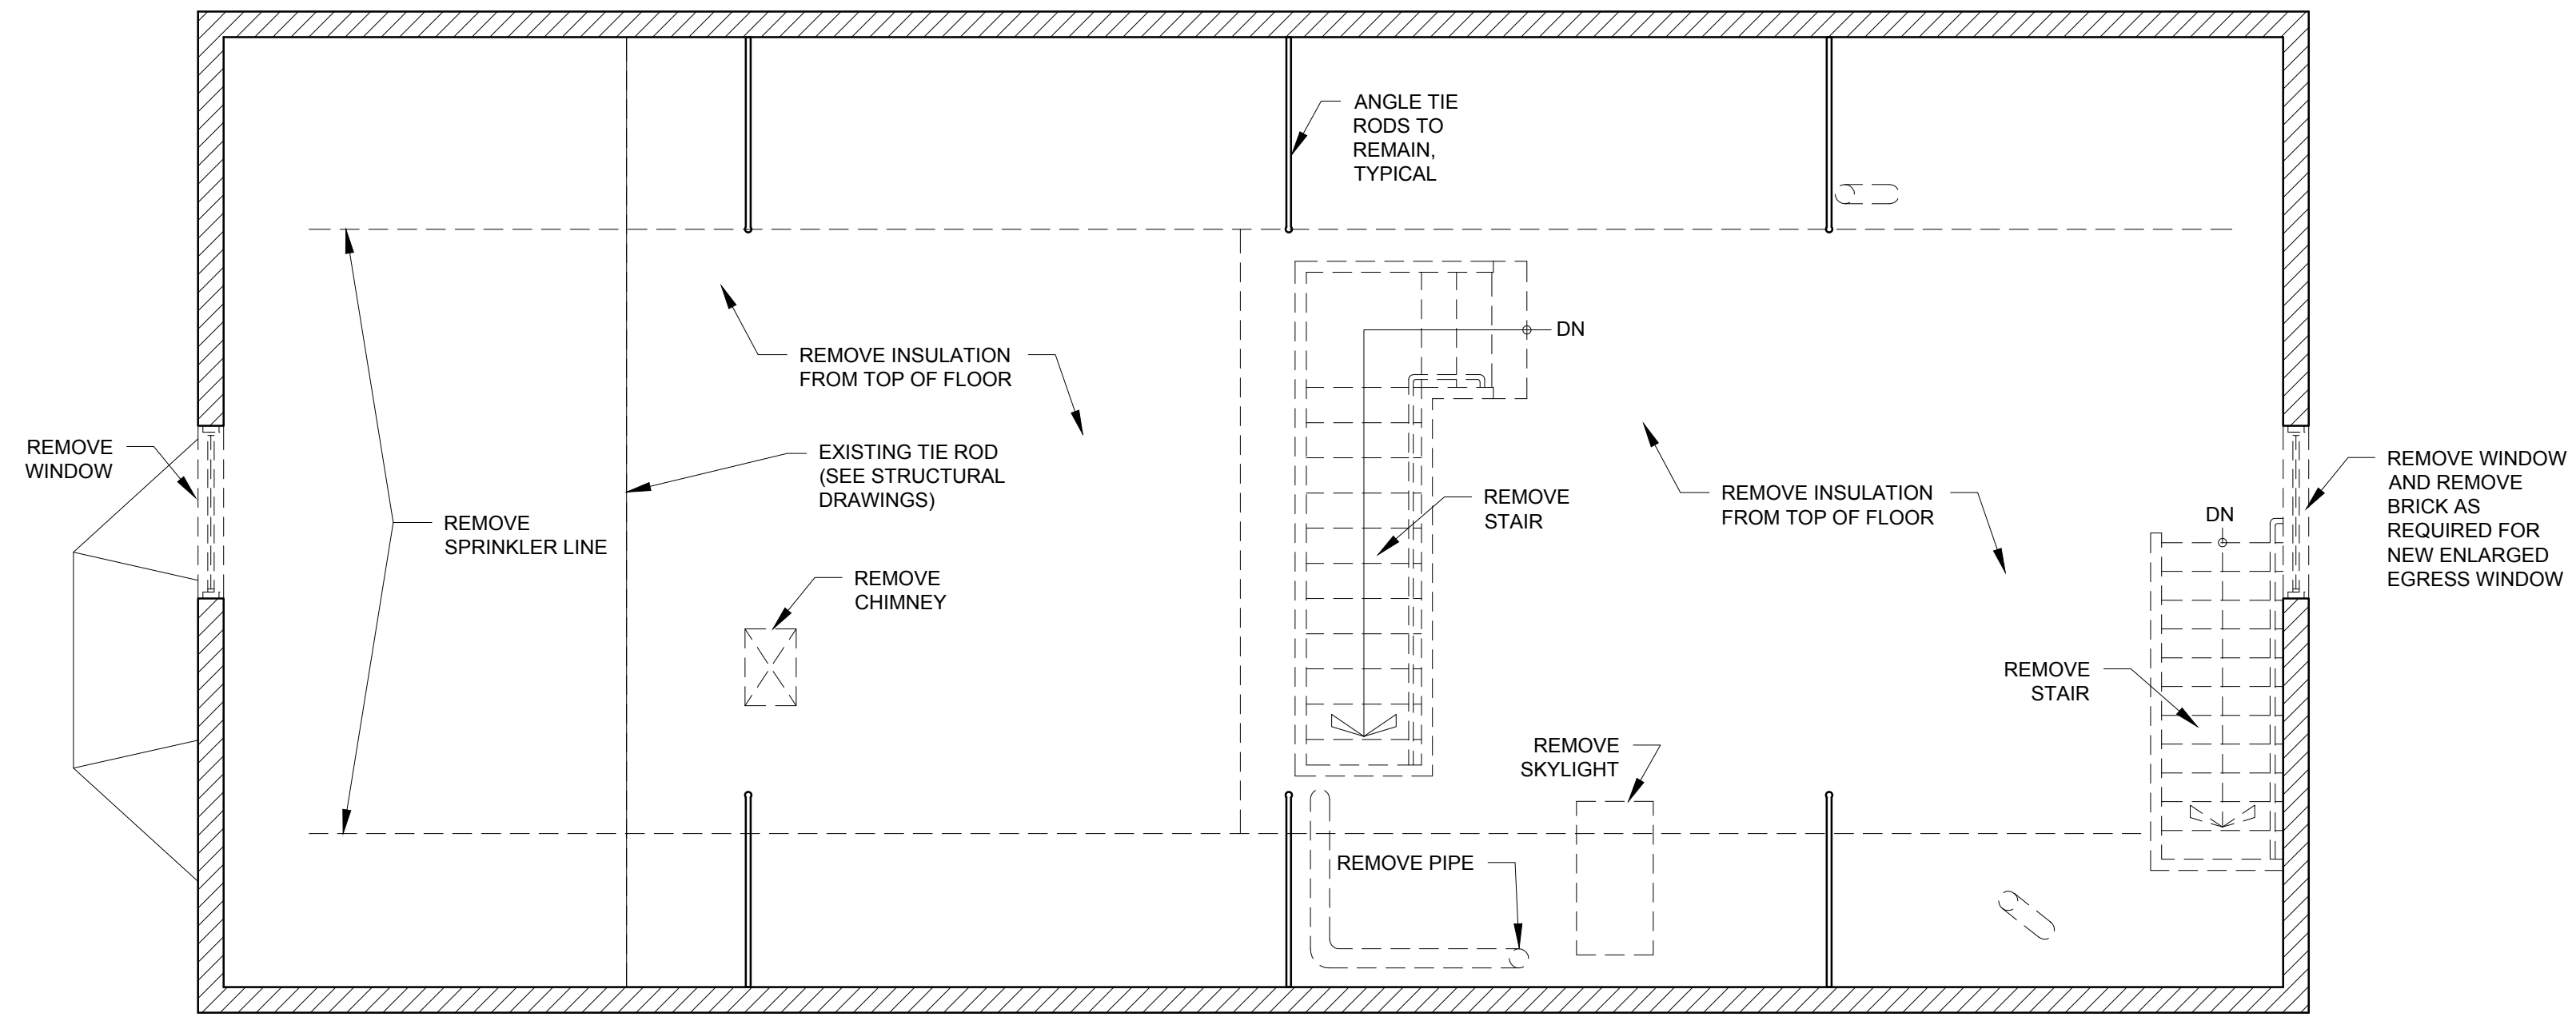 ANGLE TIE
RODS TO
REMAIN,
TYPICAL
DN
REMOVE INSULATION
FROM TOP OF FLOOR
REMOVE
WINDOW
EXISTING TIE ROD
(SEE STRUCTURAL
DRAWINGS)
REMOVE
SPRINKLER LINE
REMOVE
STAIR
REMOVE INSULATION
FROM TOP OF FLOOR
DN
REMOVE WINDOW
AND REMOVE
BRICK AS
REQUIRED FOR
NEW ENLARGED
EGRESS WINDOW
REMOVE
CHIMNEY
REMOVE
STAIR
REMOVE
SKYLIGHT
REMOVE PIPE